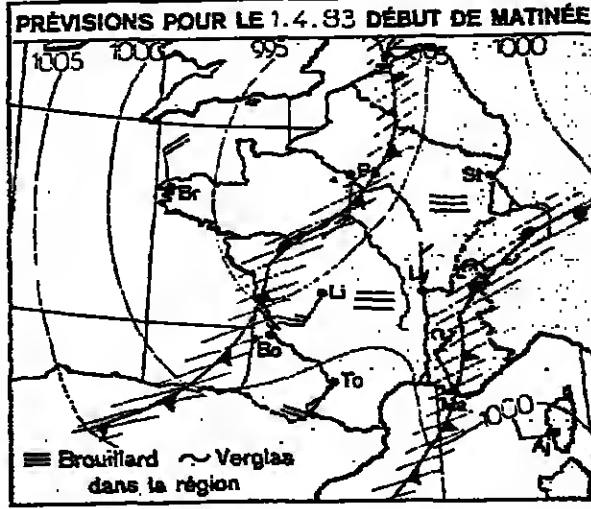 PRÉVISIONS POUR LE 1.4.83 DÉBUT DE MATINÉE
1005 1000 995 995 1000
Pa
St
Br
Li
Ly
Bo
To
Ma
1000
Aj
Brouillard Verglas
dans la région